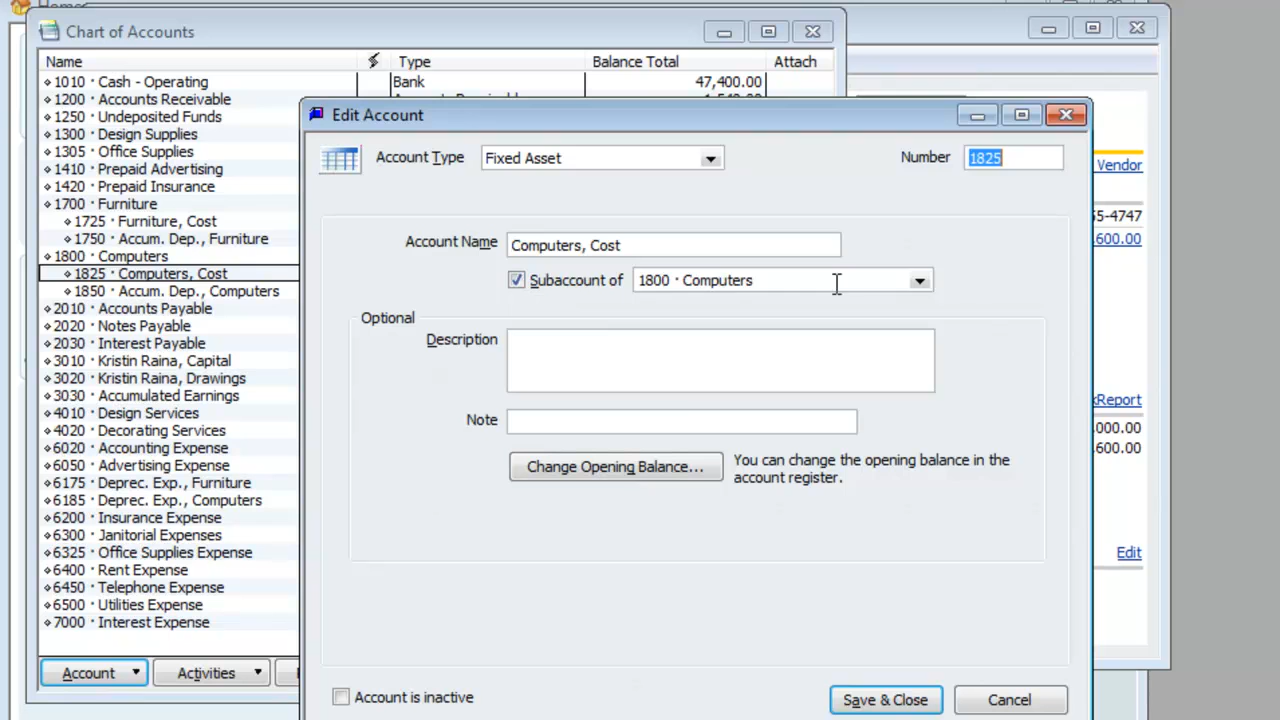 Chart of Accounts
Name Type Balance Total Attach
1010 · Cash - Operating Bank 47,400.00
1200 · Accounts Receivable
1250 · Undeposited Funds
1300 · Design Supplies
1305 · Office Supplies
1410 · Prepaid Advertising
1420 · Prepaid Insurance
1700 · Furniture
1725 · Furniture, Cost
1750 · Accum. Dep., Furniture
1800 · Computers
1825 · Computers, Cost
1850 · Accum. Dep., Computers
2010 · Accounts Payable
2020 · Notes Payable
2030 · Interest Payable
3010 · Kristin Raina, Capital
3020 · Kristin Raina, Drawings
3030 · Accumulated Earnings
4010 · Design Services
4020 · Decorating Services
6020 · Accounting Expense
6050 · Advertising Expense
6175 · Deprec. Exp., Furniture
6185 · Deprec. Exp., Computers
6200 · Insurance Expense
6300 · Janitorial Expenses
6325 · Office Supplies Expense
6400 · Rent Expense
6450 · Telephone Expense
6500 · Utilities Expense
7000 · Interest Expense
Account Activities
Edit Account
Account Type Fixed Asset Number 1825
Account Name Computers, Cost
Subaccount of 1800 · Computers
Optional
Description
Note
Change Opening Balance... You can change the opening balance in the
account register.
Account is inactive Save & Close Cancel
Vendor
55-4747
,600.00
Report
000.00
,600.00
Edit